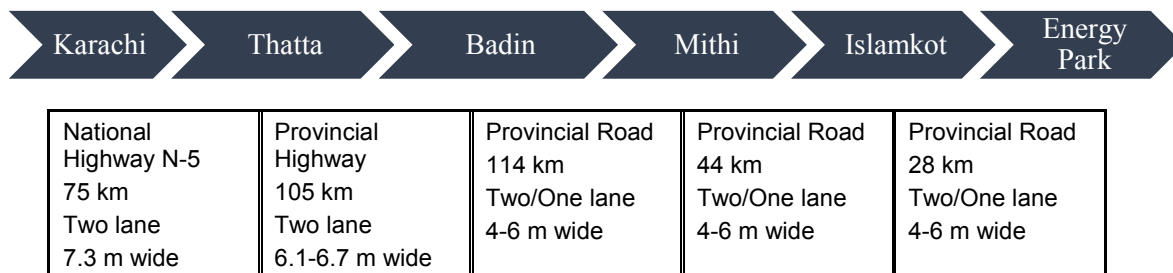 Karachi
Thatta
Badin
Mithi
Islamkot
Energy
Park
National
Highway N-5
75 km
Two lane
7.3 m wide
Provincial
Highway
105 km
Two lane
6.1-6.7 m wide
Provincial Road
114 km
Two/One lane
4-6 m wide
Provincial Road
44 km
Two/One lane
4-6 m wide
Provincial Road
28 km
Two/One lane
4-6 m wide